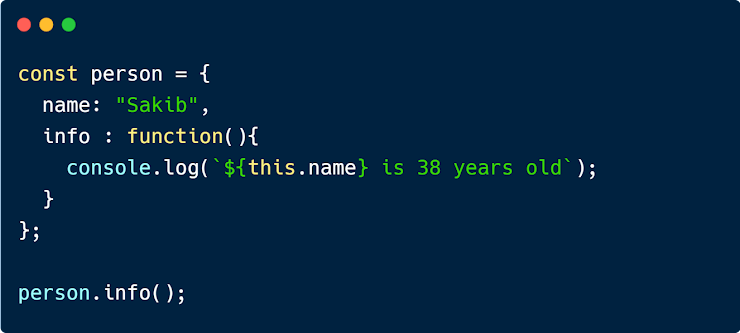 const person = {
  name: "Sakib",
  info : function(){
    console.log(`${this.name} is 38 years old`);
  }
};

person.info();